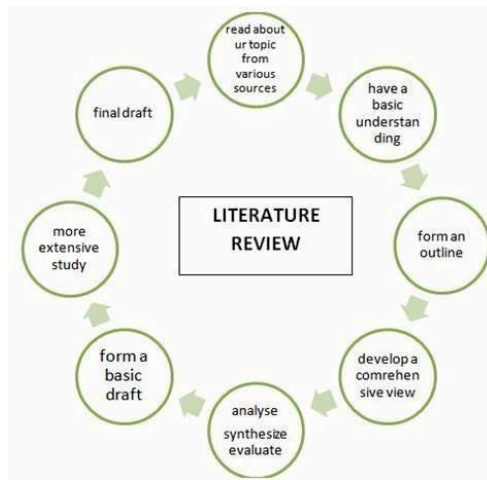 read about
ur topic
from
various
sources
have a
basic
understan
ding
form an
outline
develop a
comrehen
sive view
analyse
synthesize
evaluate
form a
basic
draft
more
extensive
study
final draft
LITERATURE
REVIEW